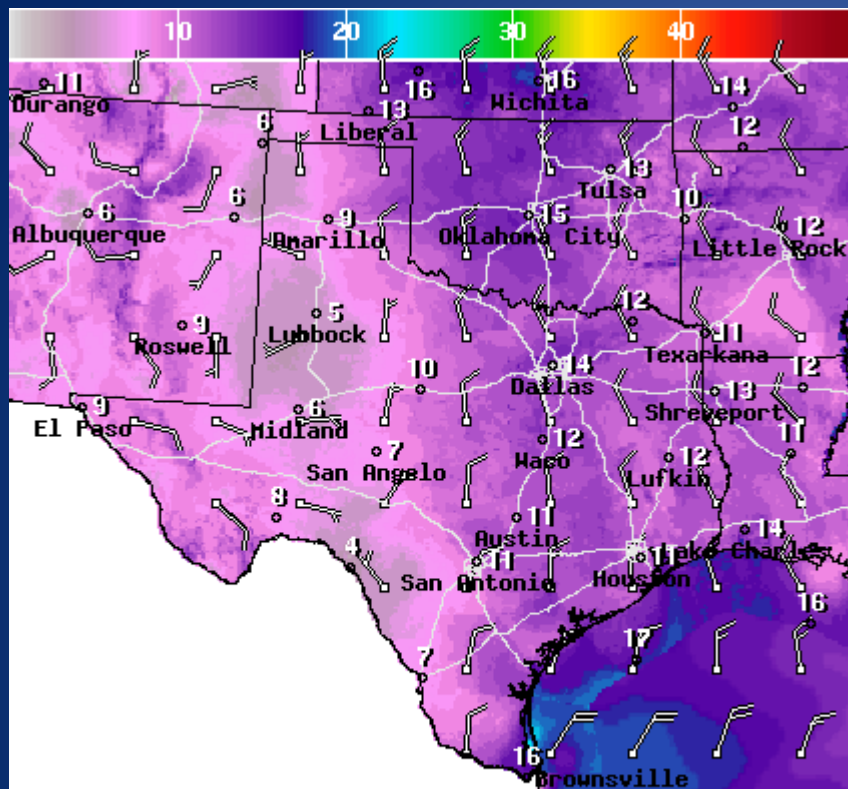 10 20 30 40
11 16 16
Durango Wichita 14
13
Liberal
6 12
13
Tulsa
6 6 9 15 10 12
Albuquerque Amarillo Oklahoma City Little Rock
5
9 Lubbock 12
Roswell 11
Texarkana
14
10 Dallas 12
9 6 13
El Paso Midland Shreveport
12 11
7 Waco
San Angelo 12
Lufkin
8 11 14
Austin
4 11 11 Lake Charle
San Antonio Houston
16
7 17
16
Brownsville